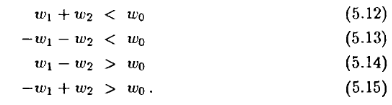 w₁ + w₂ < w₀ (5.12)
−w₁ − w₂ < w₀ (5.13)
w₁ − w₂ > w₀ (5.14)
−w₁ + w₂ > w₀ . (5.15)